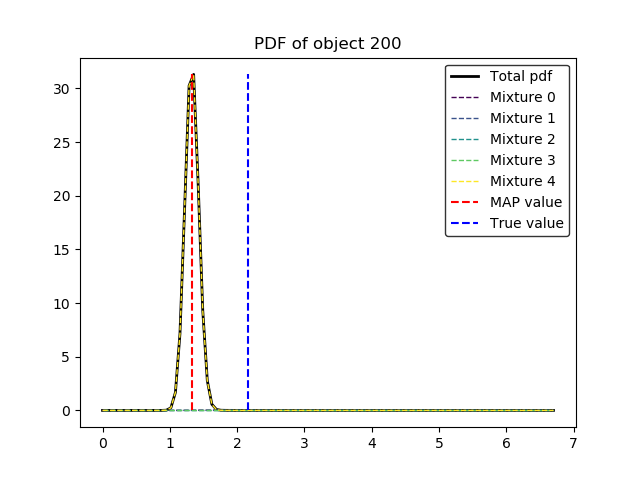 PDF of object 200
Total pdf
Mixture 0
Mixture 1
Mixture 2
Mixture 3
Mixture 4
MAP value
True value
30
25
20
15
10
5
0
0 1 2 3 4 5 6 7